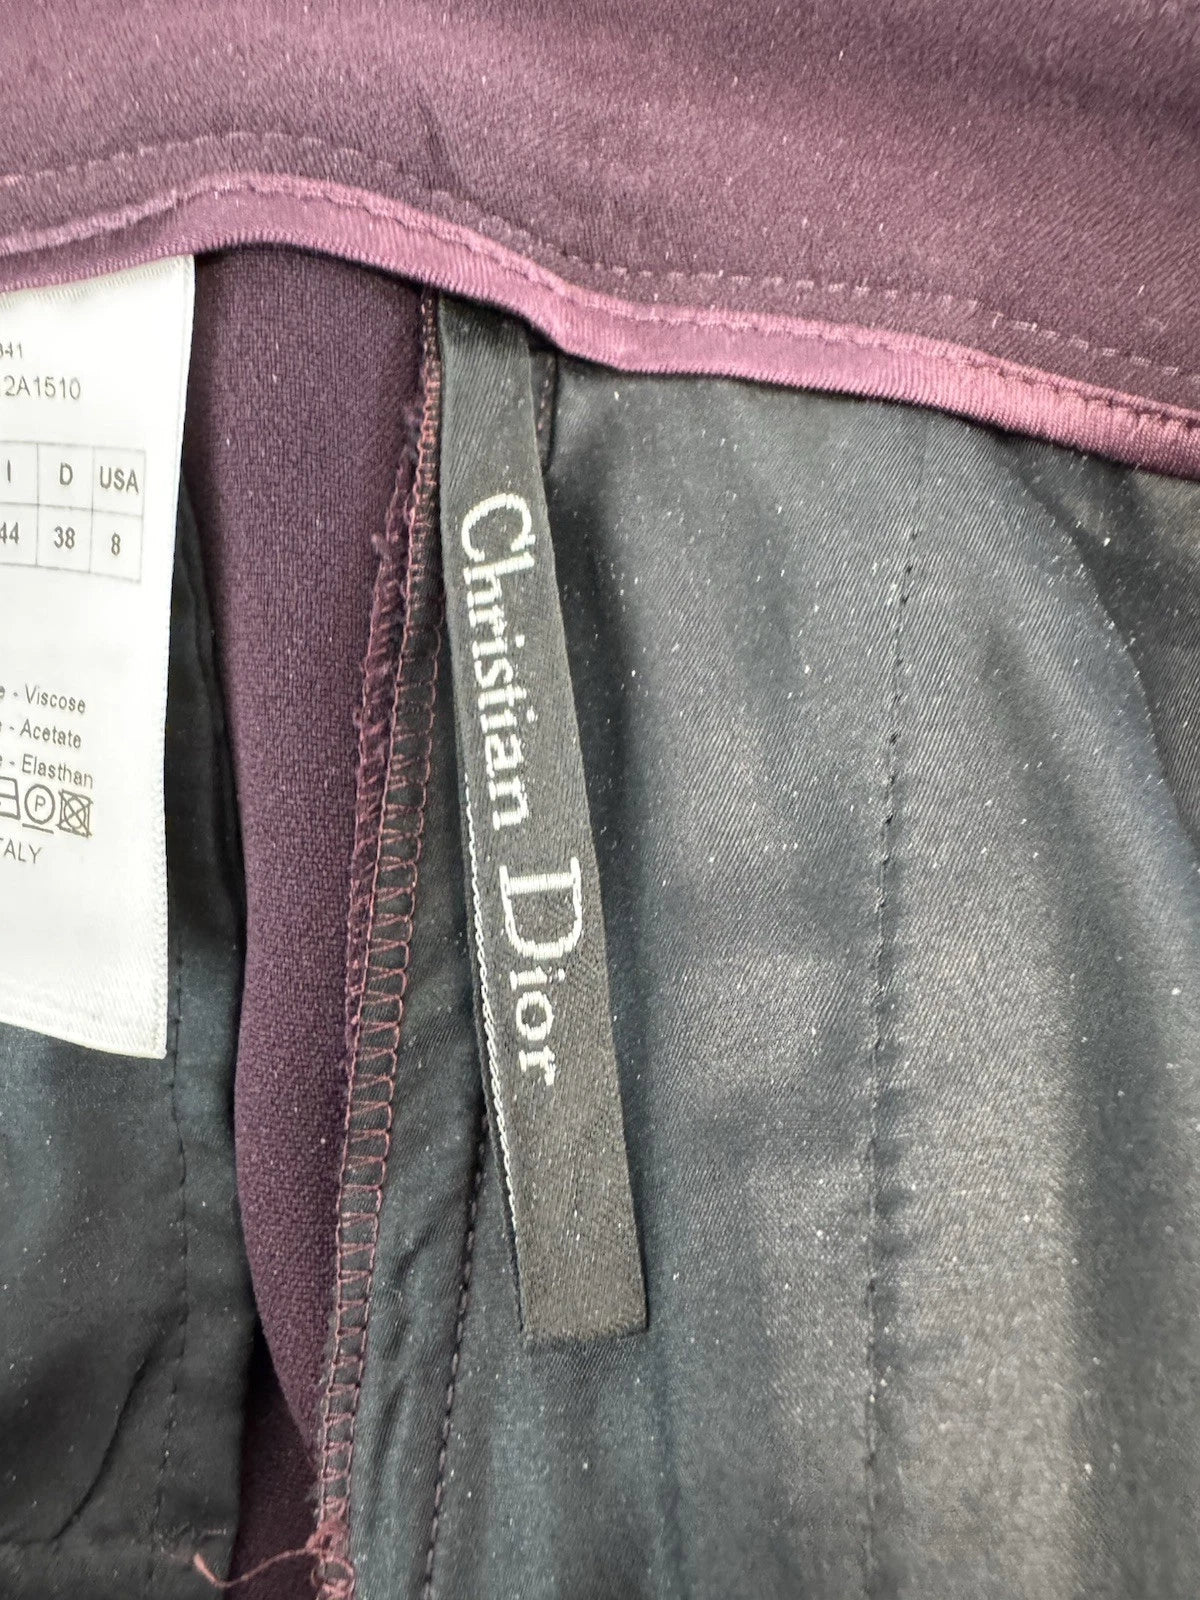 341
2A1510
I D USA
44 38 8
- Viscose
- Acetate
- Elasthan
P
TALY
Christian Dior